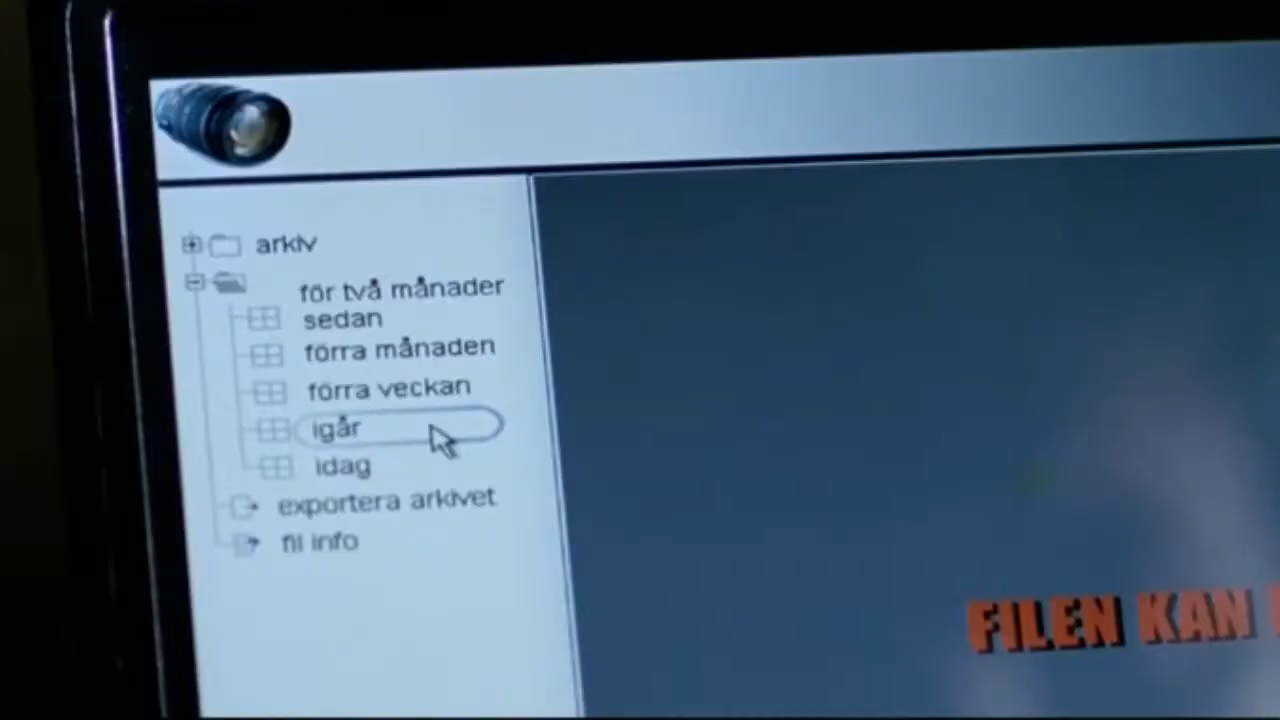 arkiv
för två månader
sedan
förra månaden
förra veckan
igår
idag
exportera arkivet
fil info
FILEN KAN